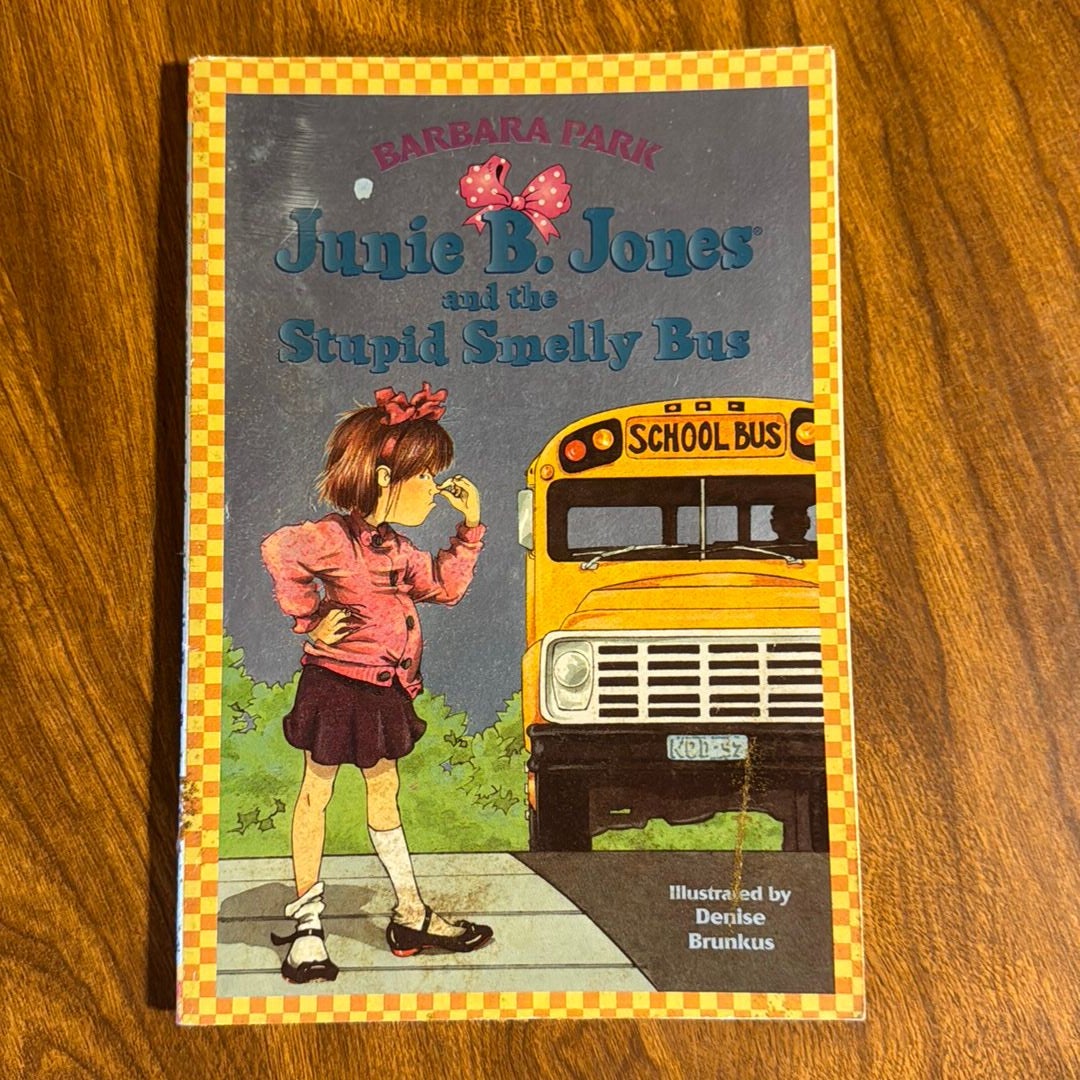 BARBARA PARK
Junie B. Jones®
and the
Stupid Smelly Bus
SCHOOL BUS
Illustrated by
Denise
Brunkus